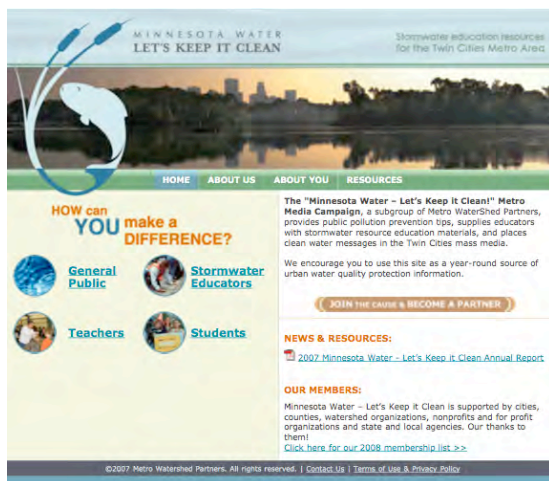 MINNESOTA WATER
LET'S KEEP IT CLEAN
Stormwater education resources
for the Twin Cities Metro Area
HOME
ABOUT US
ABOUT YOU
RESOURCES
HOW can
YOU make a
DIFFERENCE?
General
Public
Stormwater
Educators
Teachers
Students
The "Minnesota Water – Let's Keep it Clean!" Metro
Media Campaign, a subgroup of Metro WaterShed Partners,
provides public pollution prevention tips, supplies educators
with stormwater resource education materials, and places
clean water messages in the Twin Cities mass media.
We encourage you to use this site as a year-round source of
urban water quality protection information.
JOIN THE CAUSE & BECOME A PARTNER
NEWS & RESOURCES:
2007 Minnesota Water - Let's Keep it Clean Annual Report
OUR MEMBERS:
Minnesota Water – Let's Keep it Clean is supported by cities,
counties, watershed organizations, nonprofits and for profit
organizations and state and local agencies. Our thanks to
them!
Click here for our 2008 membership list >>
©2007 Metro Watershed Partners. All rights reserved. | Contact Us | Terms of Use & Privacy Policy